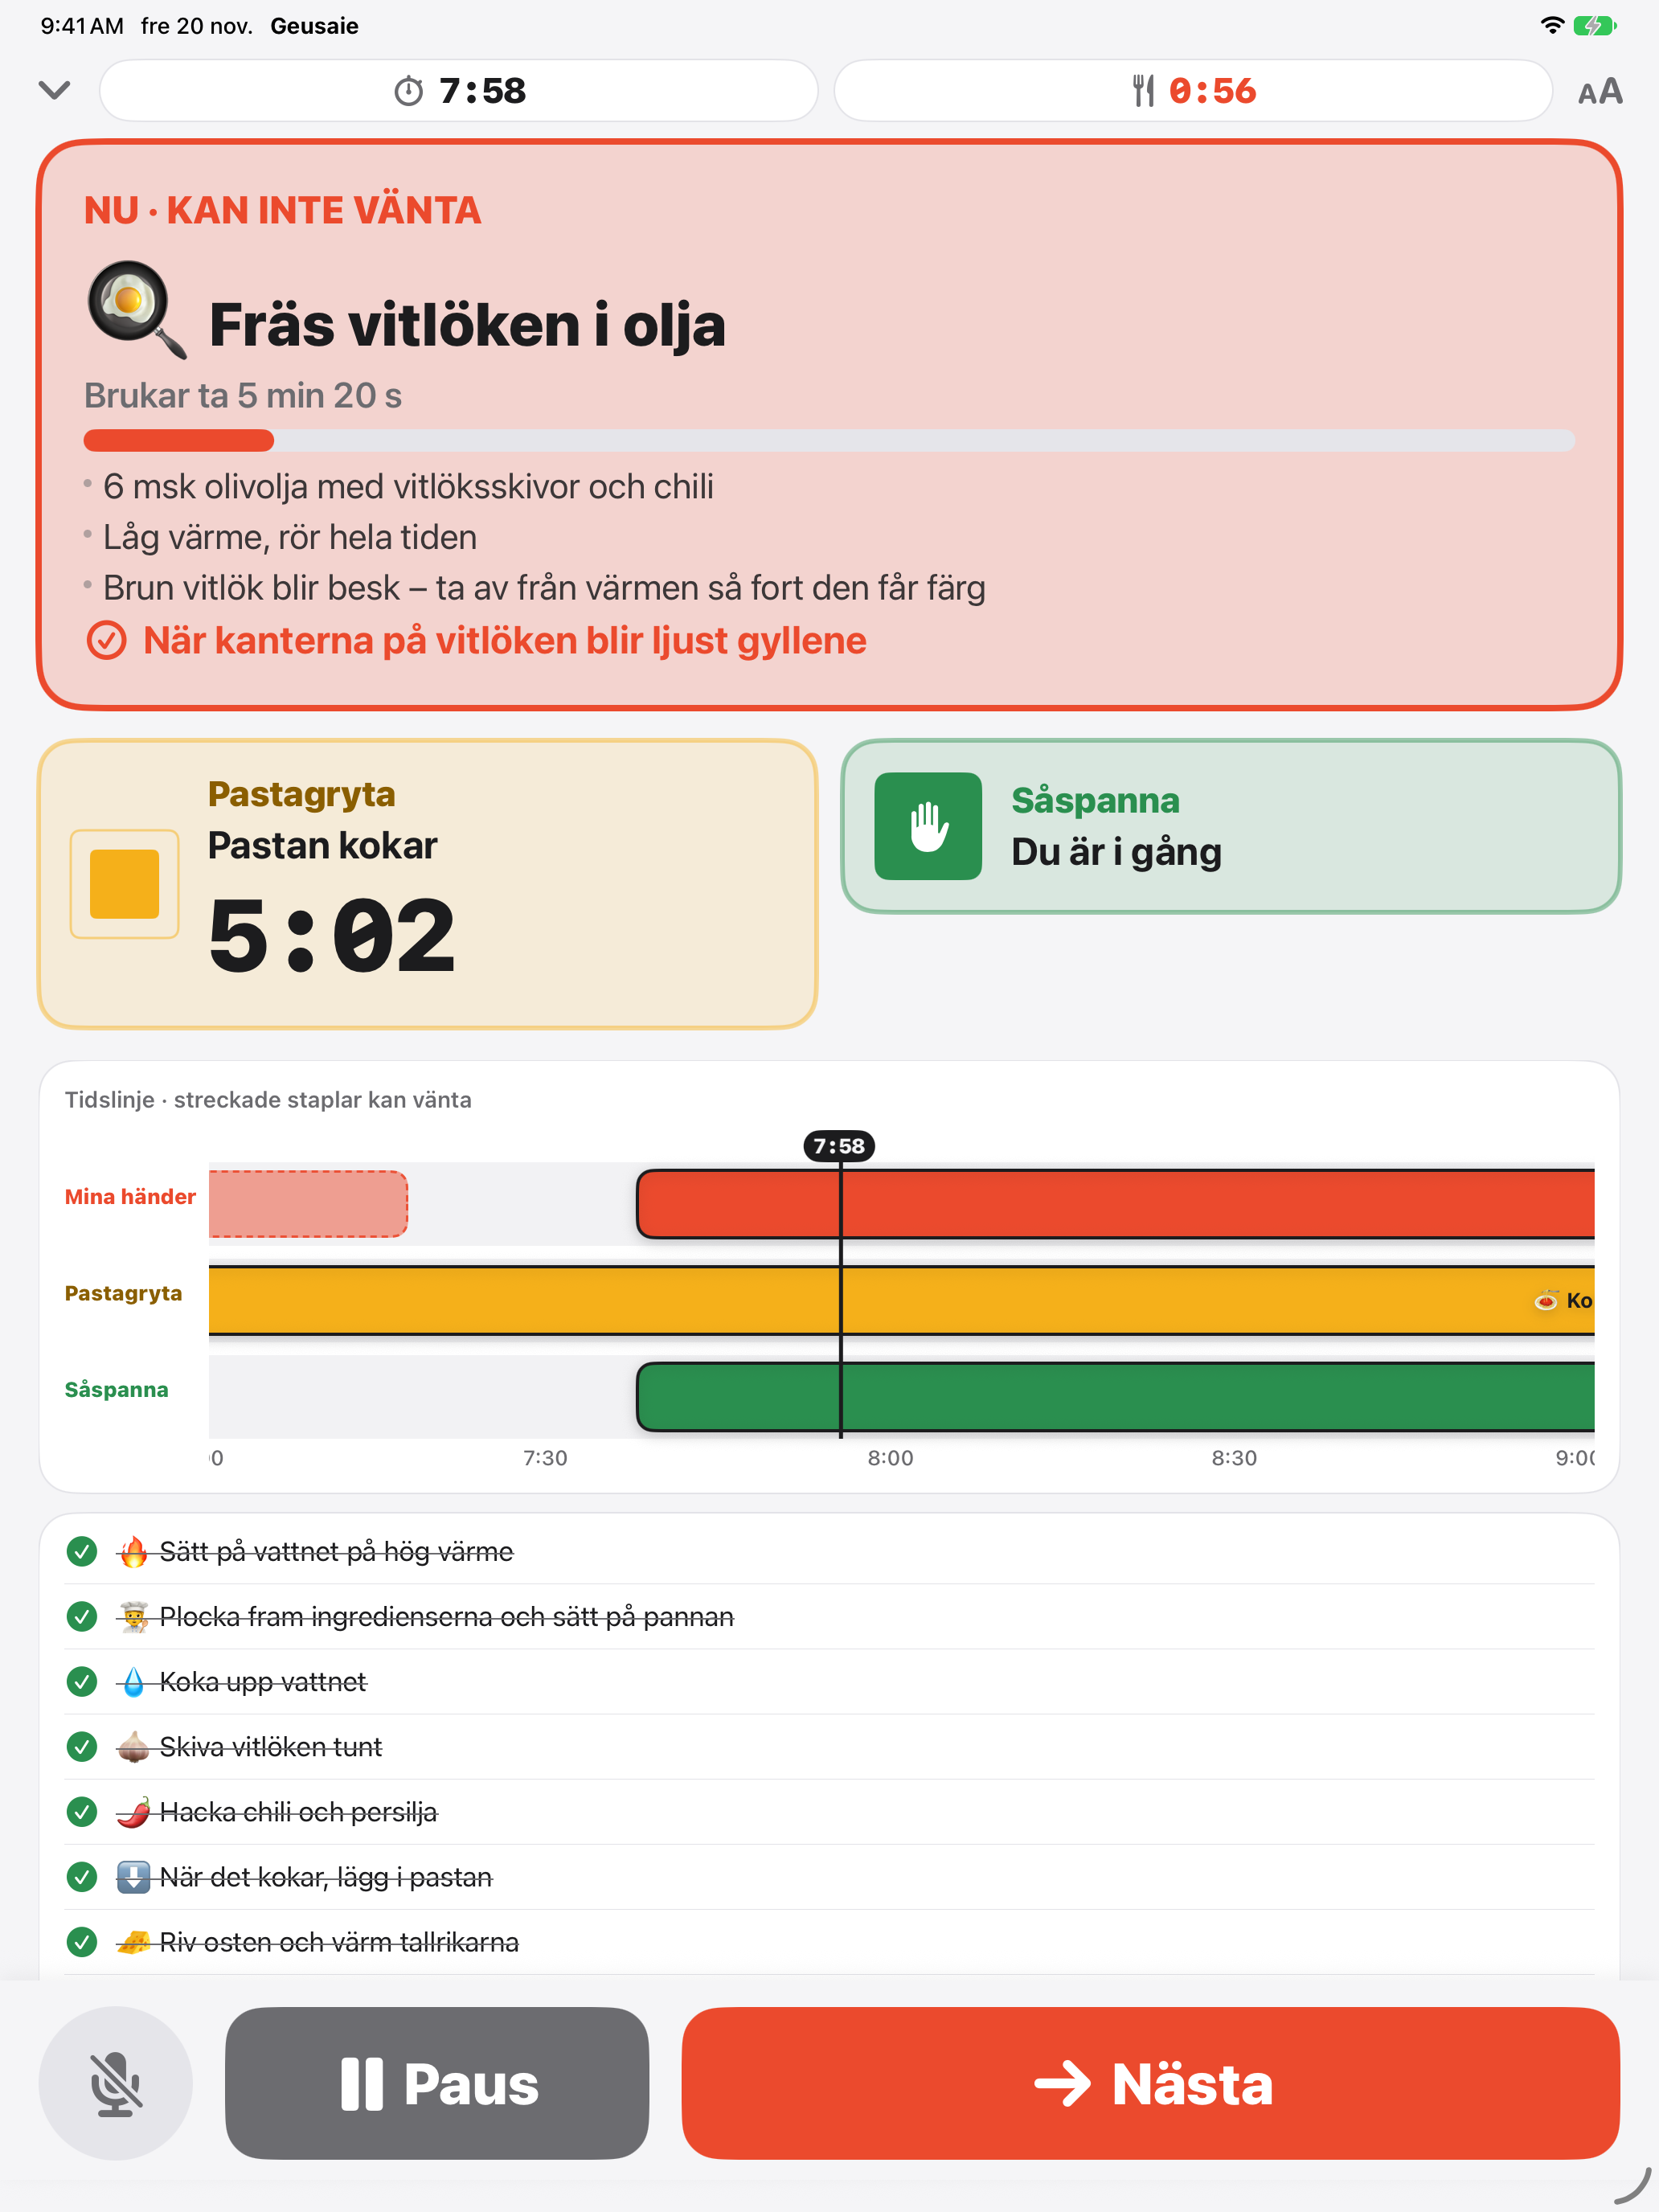 9:41 AM fre 20 nov. Geusaie
7:58
0:56
AA
NU · KAN INTE VÄNTA
Fräs vitlöken i olja
Brukar ta 5 min 20 s
• 6 msk olivolja med vitlöksskivor och chili
• Låg värme, rör hela tiden
• Brun vitlök blir besk – ta av från värmen så fort den får färg
När kanterna på vitlöken blir ljust gyllene
Pastagryta
Pastan kokar
5:02
Såspanna
Du är i gång
Tidslinje · streckade staplar kan vänta
7:58
Mina händer
Pastagryta
Ko
Såspanna
7:30
8:00
8:30
9:00
Sätt på vattnet på hög värme
Plocka fram ingredienserna och sätt på pannan
Koka upp vattnet
Skiva vitlöken tunt
Hacka chili och persilja
När det kokar, lägg i pastan
Riv osten och värm tallrikarna
Paus
Nästa